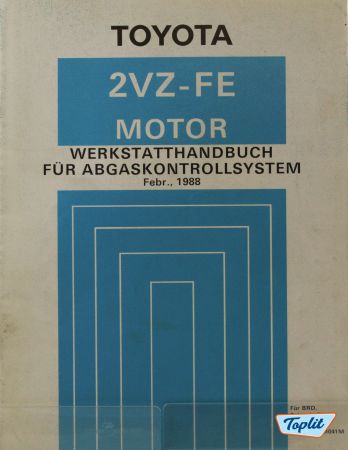 TOYOTA
2VZ-FE
MOTOR
WERKSTATTHANDBUCH
FÜR ABGASKONTROLLSYSTEM
Febr., 1988
Für BRD.
Toplit